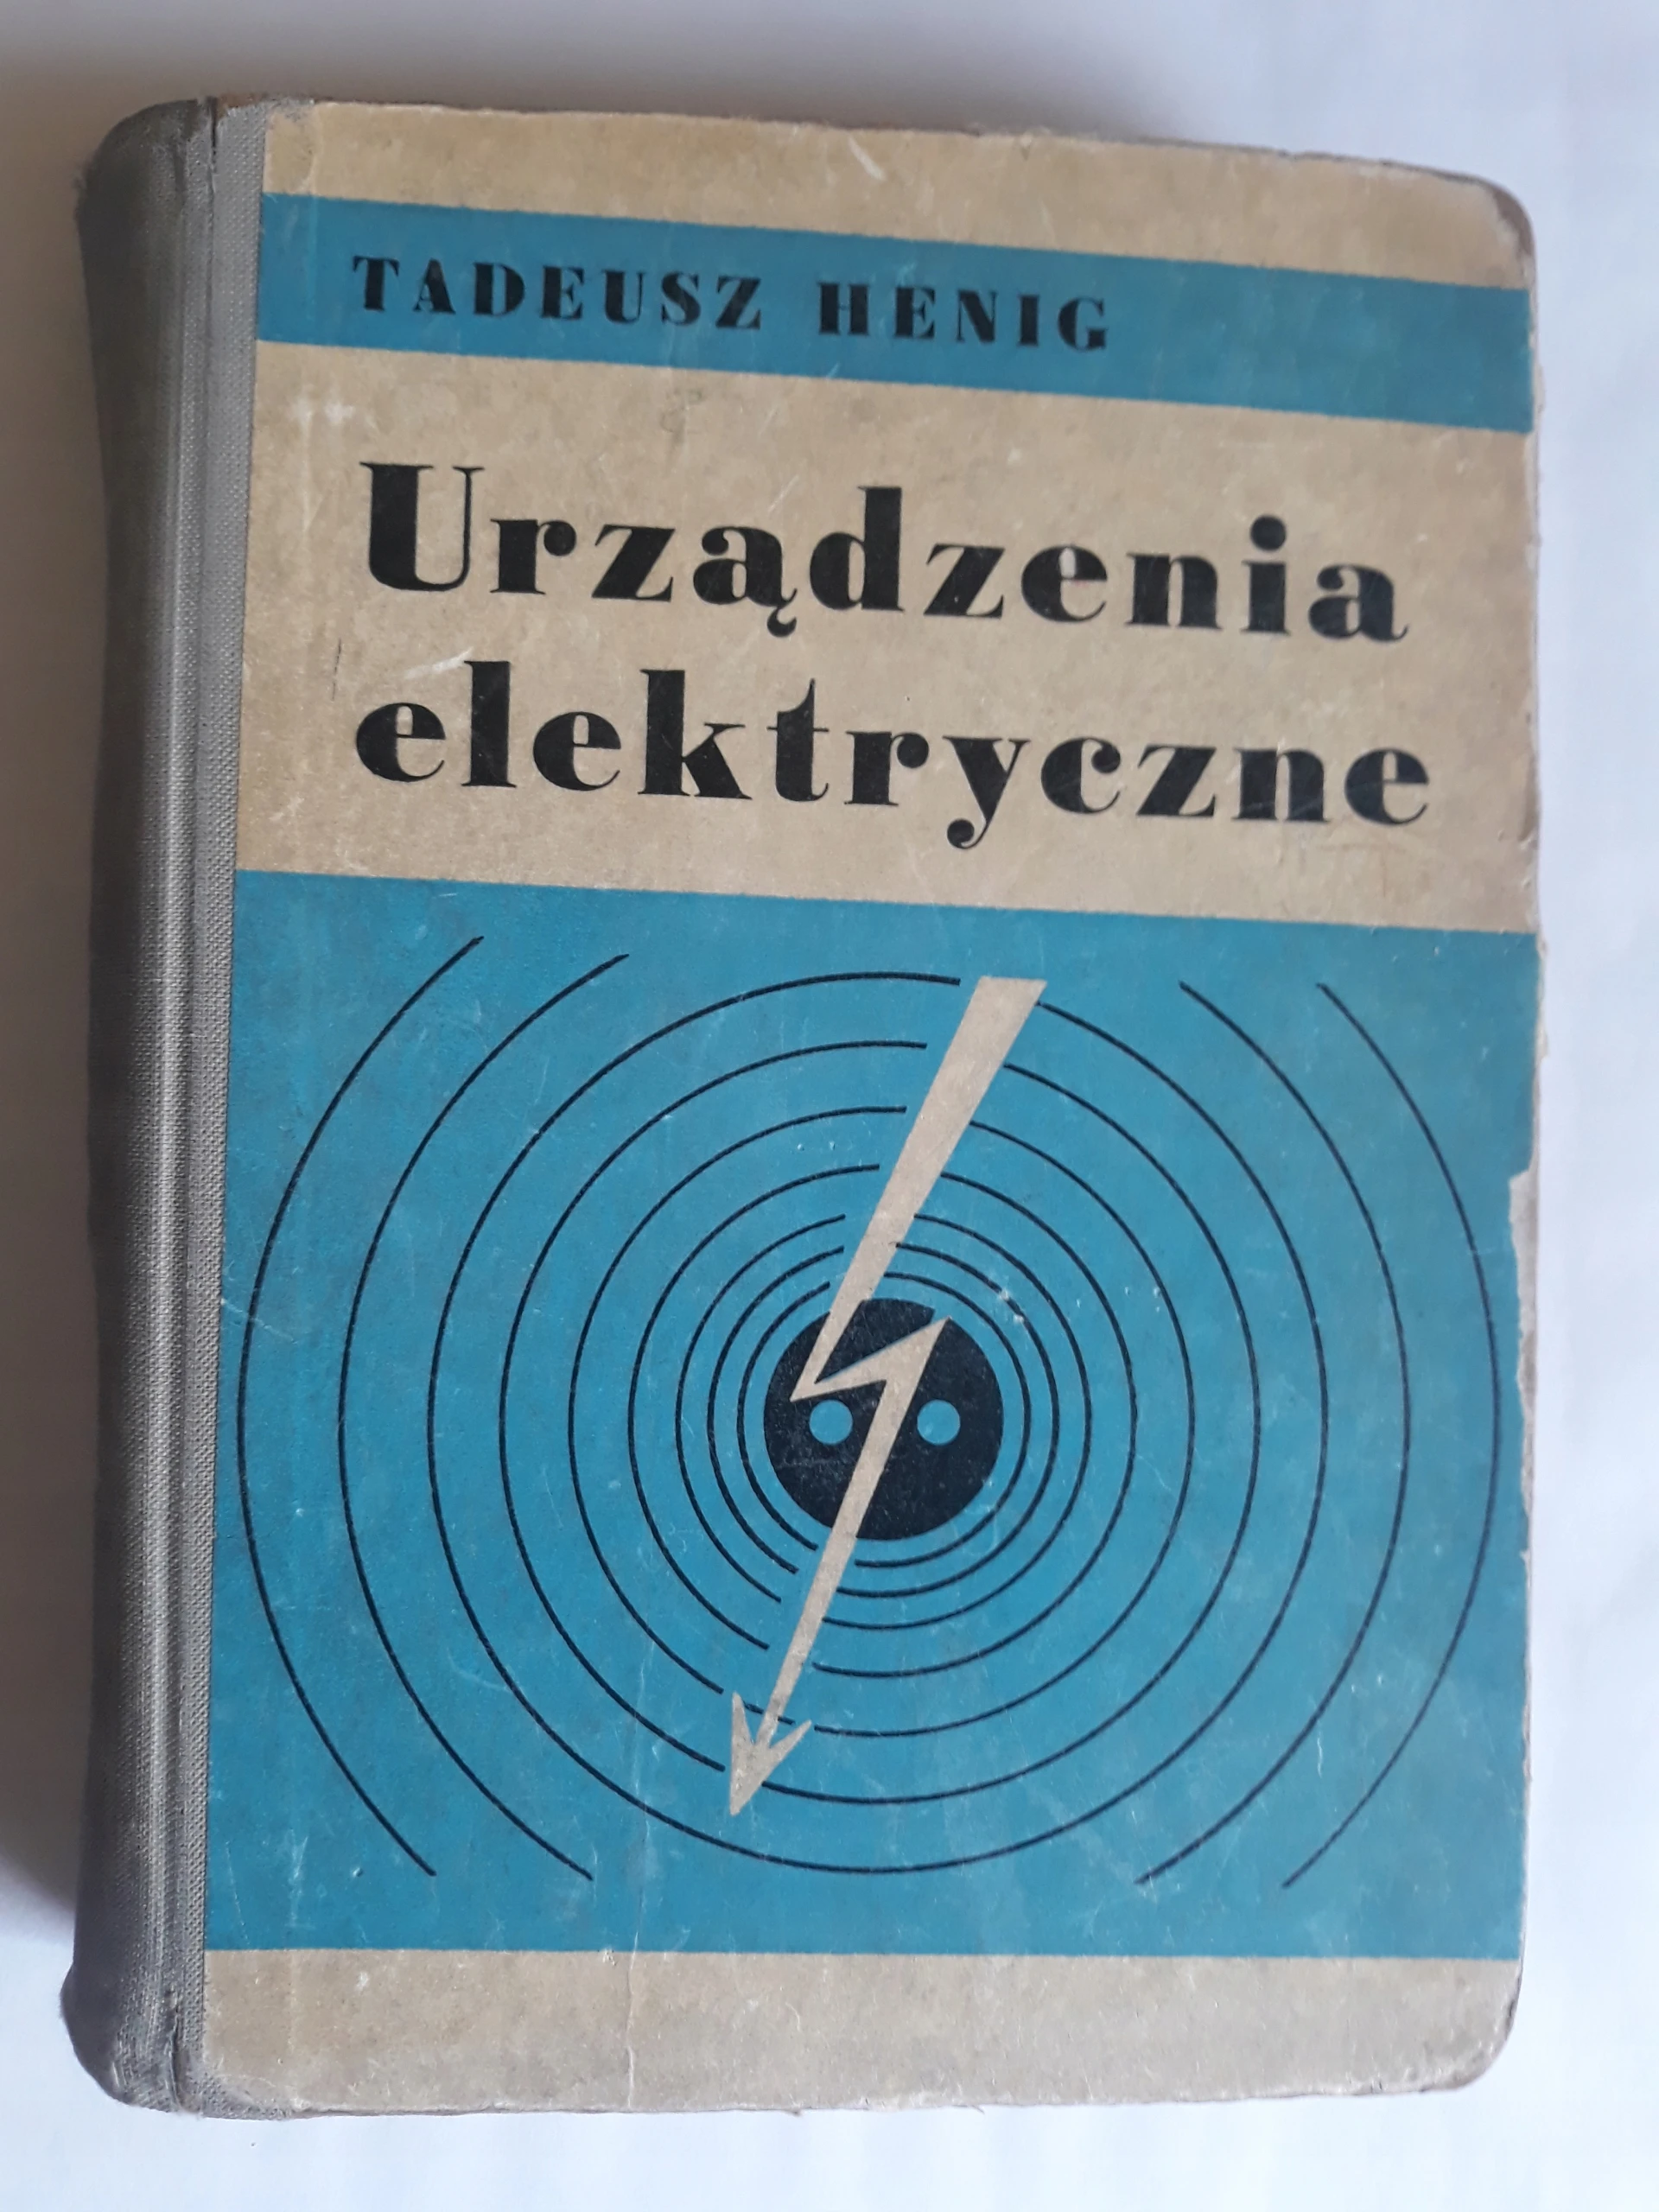 TADEUSZ HENIG
Urządzenia
elektryczne